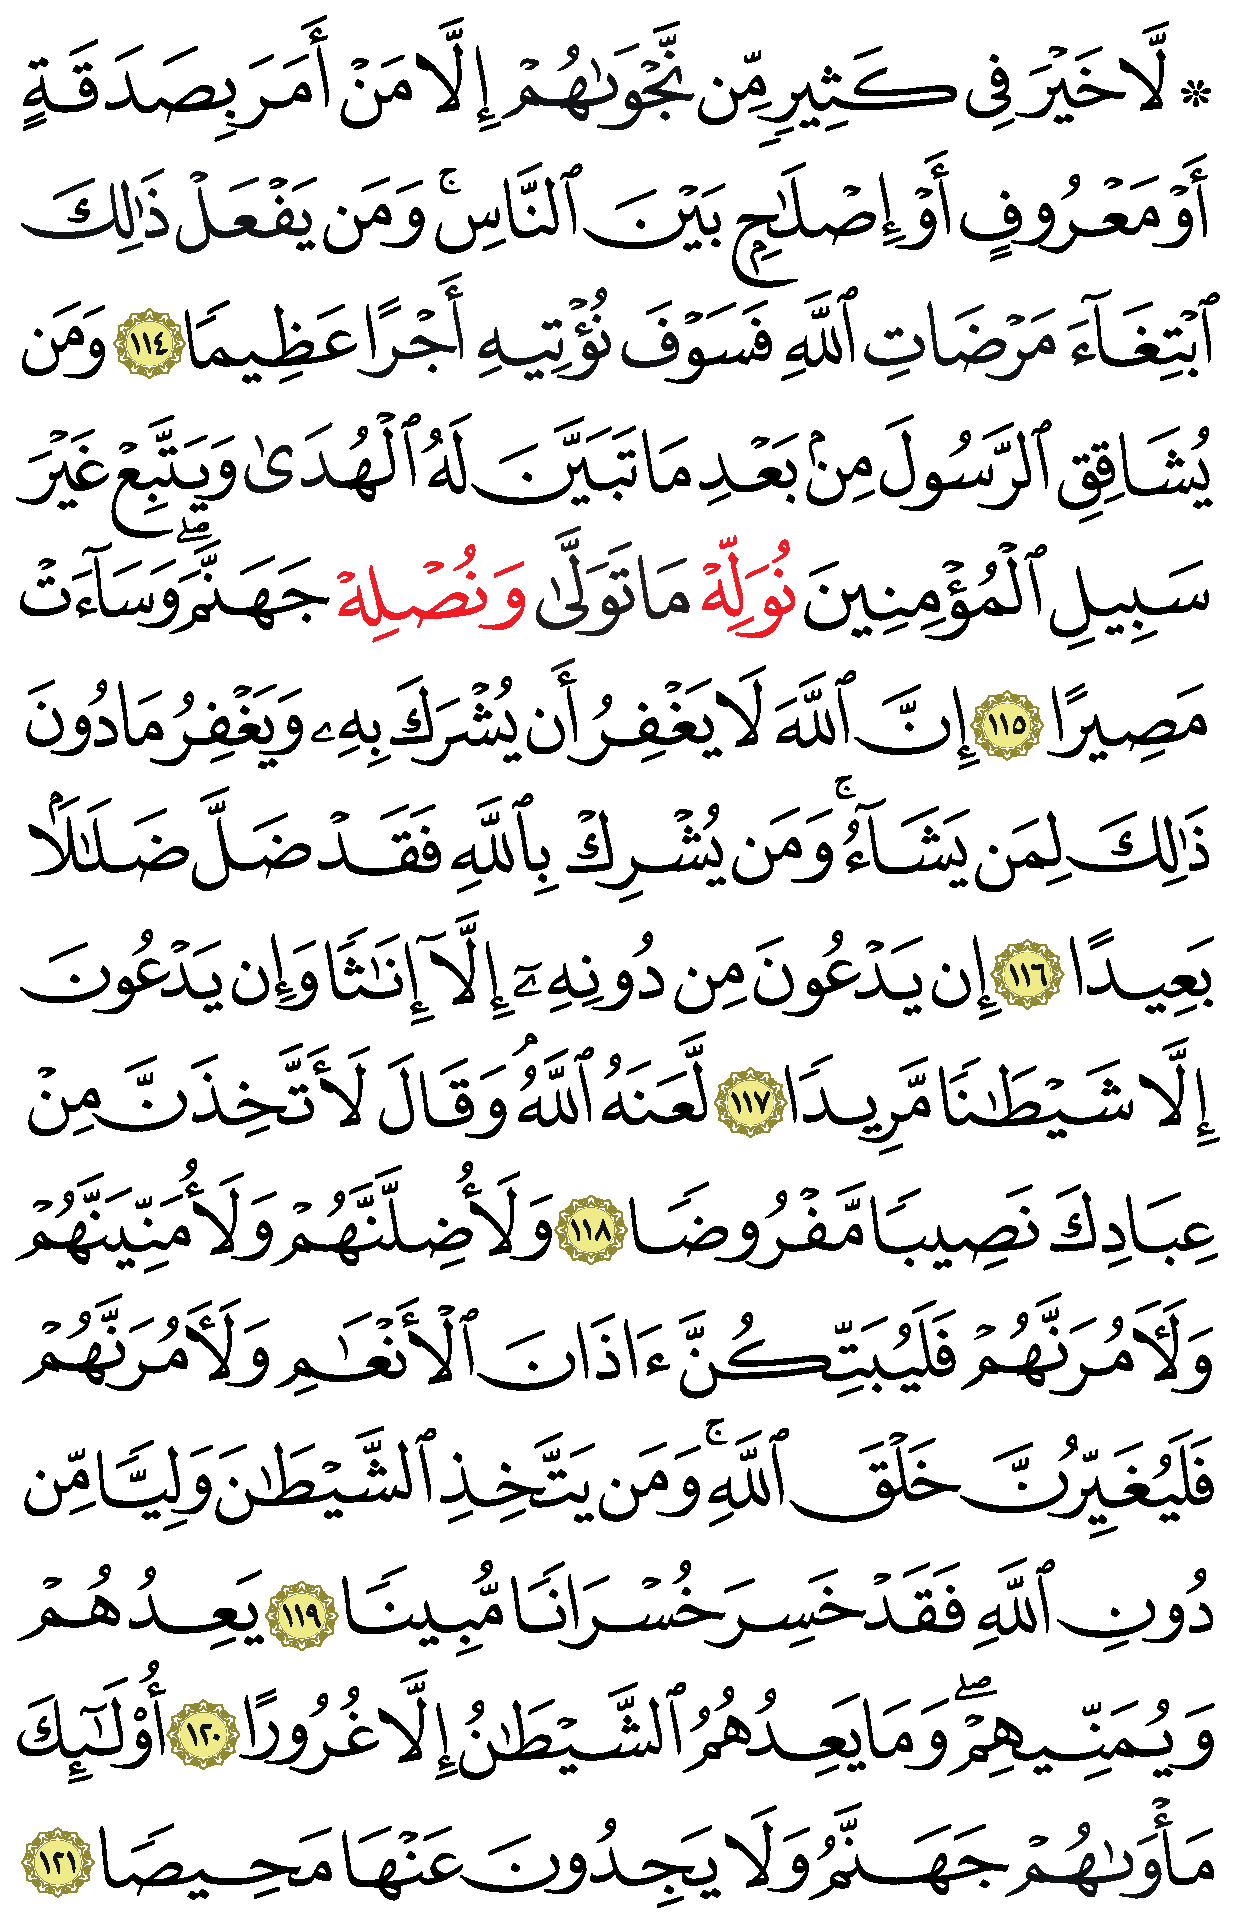 ۞ لَّا خَيْرَ فِى كَثِيرٍ مِّن نَّجْوَىٰهُمْ إِلَّا مَنْ أَمَرَ بِصَدَقَةٍ
أَوْ مَعْرُوفٍ أَوْ إِصْلَٰحٍۭ بَيْنَ ٱلنَّاسِ ۚ وَمَن يَفْعَلْ ذَٰلِكَ
ٱبْتِغَآءَ مَرْضَاتِ ٱللَّهِ فَسَوْفَ نُؤْتِيهِ أَجْرًا عَظِيمًا ١١٤ وَمَن
يُشَاقِقِ ٱلرَّسُولَ مِنۢ بَعْدِ مَا تَبَيَّنَ لَهُ ٱلْهُدَىٰ وَيَتَّبِعْ غَيْرَ
سَبِيلِ ٱلْمُؤْمِنِينَ نُوَلِّهْ مَا تَوَلَّىٰ وَنُصْلِهْ جَهَنَّمَ ۖ وَسَآءَتْ
مَصِيرًا ١١٥ إِنَّ ٱللَّهَ لَا يَغْفِرُ أَن يُشْرَكَ بِهِۦ وَيَغْفِرُ مَا دُونَ
ذَٰلِكَ لِمَن يَشَآءُ ۚ وَمَن يُشْرِكْ بِٱللَّهِ فَقَدْ ضَلَّ ضَلَٰلًۢا
بَعِيدًا ١١٦ إِن يَدْعُونَ مِن دُونِهِۦٓ إِلَّآ إِنَٰثًا وَإِن يَدْعُونَ
إِلَّا شَيْطَٰنًا مَّرِيدًا ١١٧ لَّعَنَهُ ٱللَّهُ ۘ وَقَالَ لَأَتَّخِذَنَّ مِنْ
عِبَادِكَ نَصِيبًا مَّفْرُوضًا ١١٨ وَلَأُضِلَّنَّهُمْ وَلَأُمَنِّيَنَّهُمْ
وَلَـَٔامُرَنَّهُمْ فَلَيُبَتِّكُنَّ ءَاذَانَ ٱلْأَنْعَٰمِ وَلَـَٔامُرَنَّهُمْ
فَلَيُغَيِّرُنَّ خَلْقَ ٱللَّهِ ۚ وَمَن يَتَّخِذِ ٱلشَّيْطَٰنَ وَلِيًّا مِّن
دُونِ ٱللَّهِ فَقَدْ خَسِرَ خُسْرَانًا مُّبِينًا ١١٩ يَعِدُهُمْ
وَيُمَنِّيهِمْ ۖ وَمَا يَعِدُهُمُ ٱلشَّيْطَٰنُ إِلَّا غُرُورًا ١٢٠ أُو۟لَٰٓئِكَ
مَأْوَىٰهُمْ جَهَنَّمُ وَلَا يَجِدُونَ عَنْهَا مَحِيصًا ١٢١